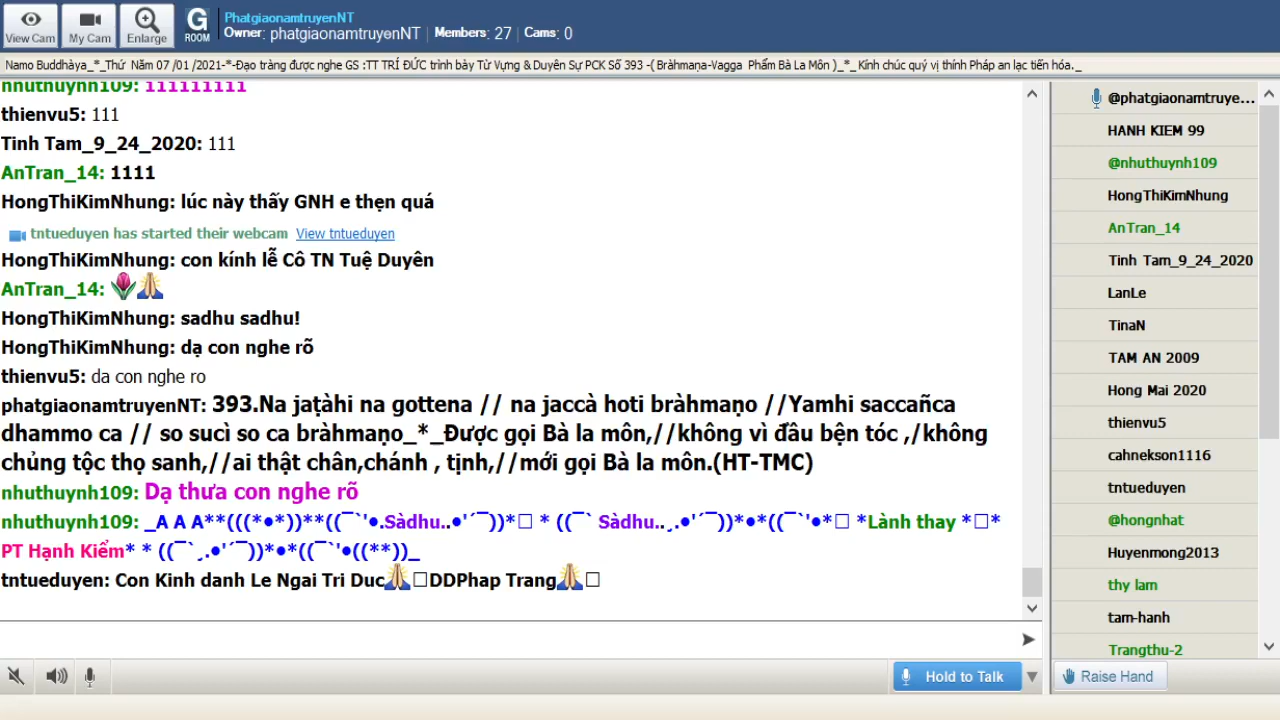 View Cam
My Cam
Enlarge
G
ROOM
PhatgiaonamtruyenNT
Owner: phatgiaonamtruyenNT | Members: 27 | Cams: 0
Namo Buddhàya_*_Thứ Năm 07 /01 /2021-*-Đạo tràng được nghe GS :TT TRÍ ĐỨC trình bày Từ Vựng & Duyên Sự PCK Số 393 -( Bràhmaṇa-Vagga Phẩm Bà La Môn )_*_ Kính chúc quý vị thính Pháp an lạc tiến hóa._
nhuthuynh109: 111111111
thienvu5: 111
Tinh Tam_9_24_2020: 111
AnTran_14: 1111
HongThiKimNhung: lúc này thấy GNH e thẹn quá
tntueduyen has started their webcam View tntueduyen
HongThiKimNhung: con kính lễ Cô TN Tuệ Duyên
AnTran_14: 🌷🙏
HongThiKimNhung: sadhu sadhu!
HongThiKimNhung: dạ con nghe rõ
thienvu5: da con nghe ro
phatgiaonamtruyenNT: 393.Na jaṭàhi na gottena // na jaccà hoti bràhmaṇo //Yamhi saccañca
dhammo ca // so sucì so ca bràhmaṇo_*_Được gọi Bà la môn,//không vì đầu bện tóc ,/không
chủng tộc thọ sanh,//ai thật chân,chánh , tịnh,//mới gọi Bà la môn.(HT-TMC)
nhuthuynh109: Dạ thưa con nghe rõ
nhuthuynh109: _A A A**(((*•*))**((¯`'•.Sàdhu..•'´¯))*□ * ((¯` Sàdhu..¸.•'´¯))*•*((¯`'•*□ *Lành thay *□*
PT Hạnh Kiểm* * ((¯`¸.•'´¯))*•*((¯`'•((**))_
tntueduyen: Con Kinh danh Le Ngai Tri Duc🙏□DDPhap Trang🙏□
Hold to Talk
@phatgiaonamtruye...
HANH KIEM 99
@nhuthuynh109
HongThiKimNhung
AnTran_14
Tinh Tam_9_24_2020
LanLe
TinaN
TAM AN 2009
Hong Mai 2020
thienvu5
cahnekson1116
tntueduyen
@hongnhat
Huyenmong2013
thy lam
tam-hanh
Trangthu-2
Raise Hand